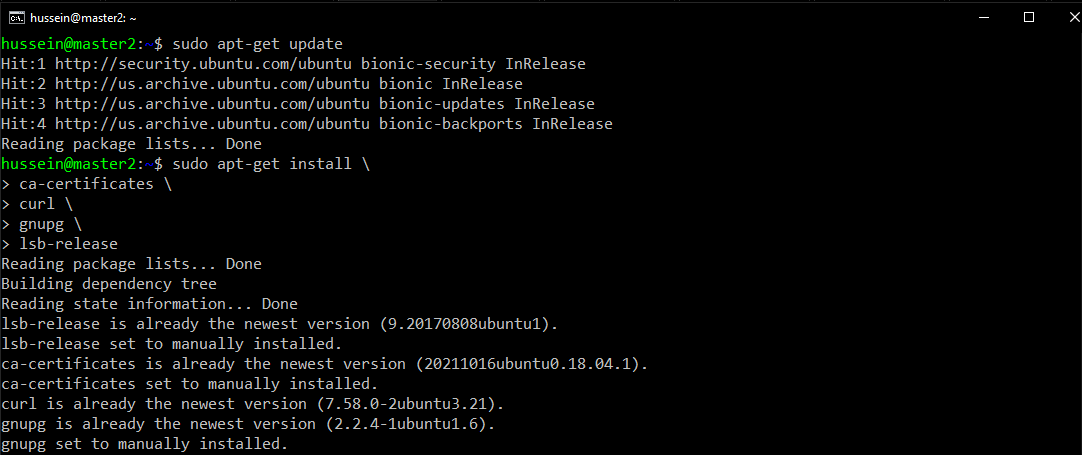 hussein@master2: ~
hussein@master2:~$ sudo apt-get update
Hit:1 http://security.ubuntu.com/ubuntu bionic-security InRelease
Hit:2 http://us.archive.ubuntu.com/ubuntu bionic InRelease
Hit:3 http://us.archive.ubuntu.com/ubuntu bionic-updates InRelease
Hit:4 http://us.archive.ubuntu.com/ubuntu bionic-backports InRelease
Reading package lists... Done
hussein@master2:~$ sudo apt-get install \
> ca-certificates \
> curl \
> gnupg \
> lsb-release
Reading package lists... Done
Building dependency tree
Reading state information... Done
lsb-release is already the newest version (9.20170808ubuntu1).
lsb-release set to manually installed.
ca-certificates is already the newest version (20211016ubuntu0.18.04.1).
ca-certificates set to manually installed.
curl is already the newest version (7.58.0-2ubuntu3.21).
gnupg is already the newest version (2.2.4-1ubuntu1.6).
gnupg set to manually installed.